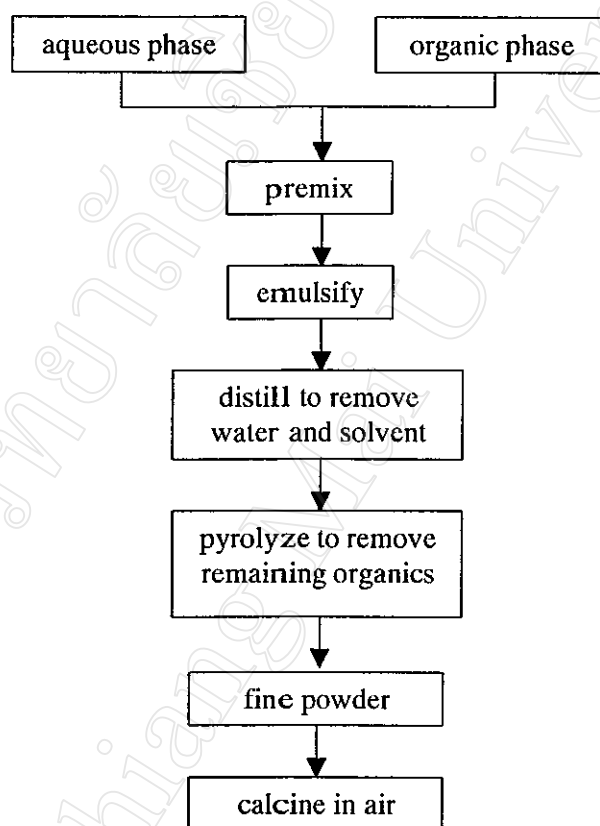 aqueous phase
organic phase
premix
emulsify
distill to remove
water and solvent
pyrolyze to remove
remaining organics
fine powder
calcine in air